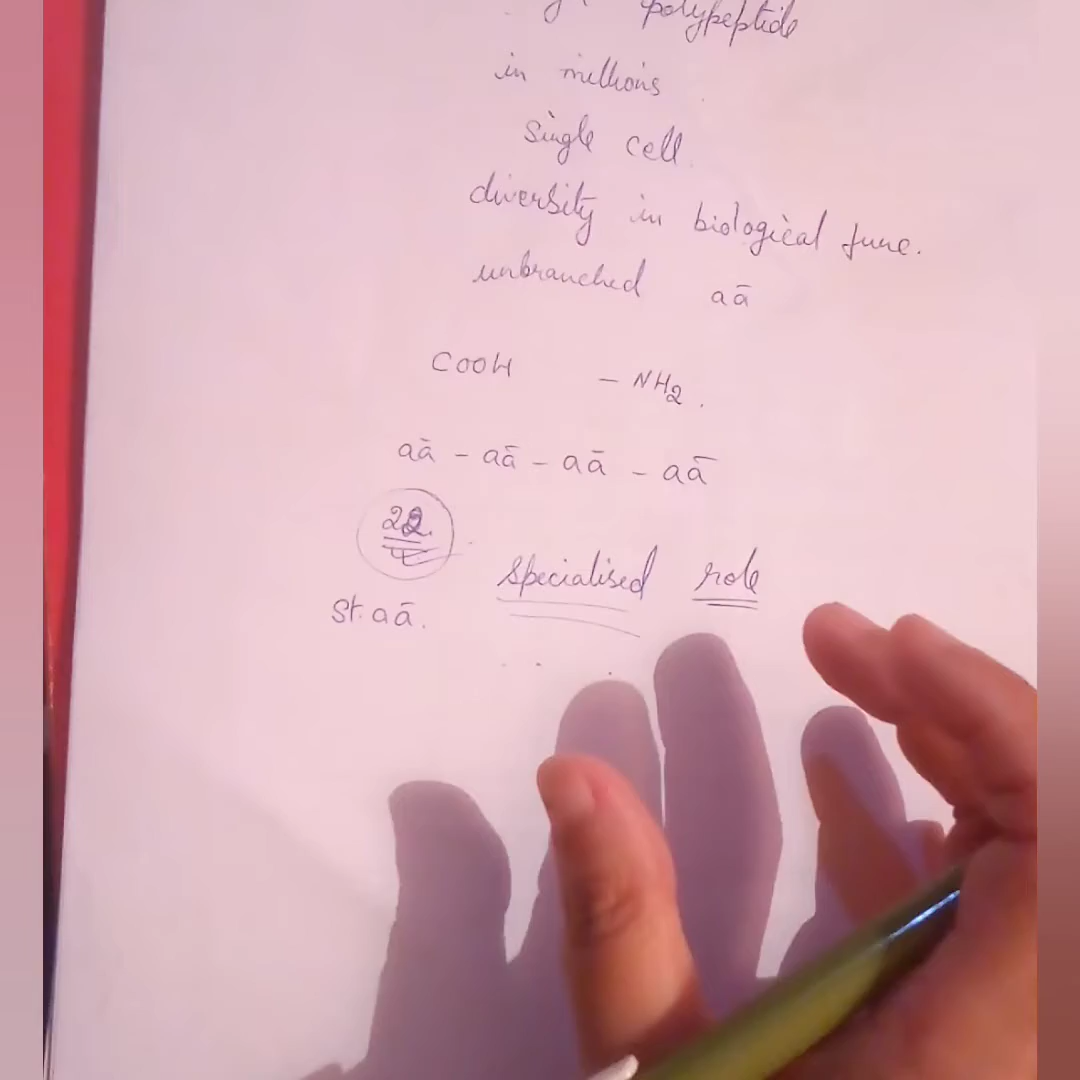 polypeptide
in millions
single cell.
diversity in biological func.
unbranched aā
COOH - NH2.
aā - aā - aā - aā
22.
specialised role
St. aā.